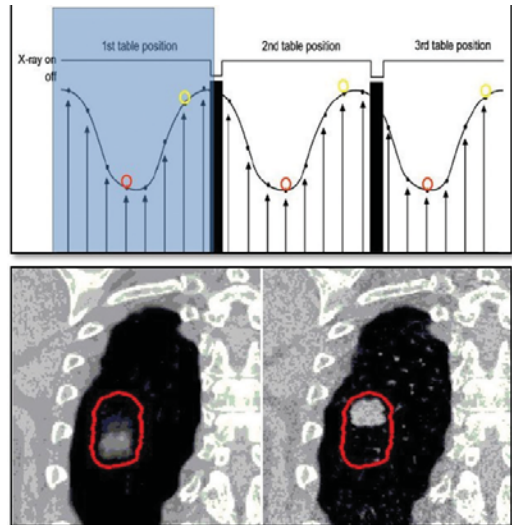 1st table position
2nd table position
3rd table position
X-ray on
off